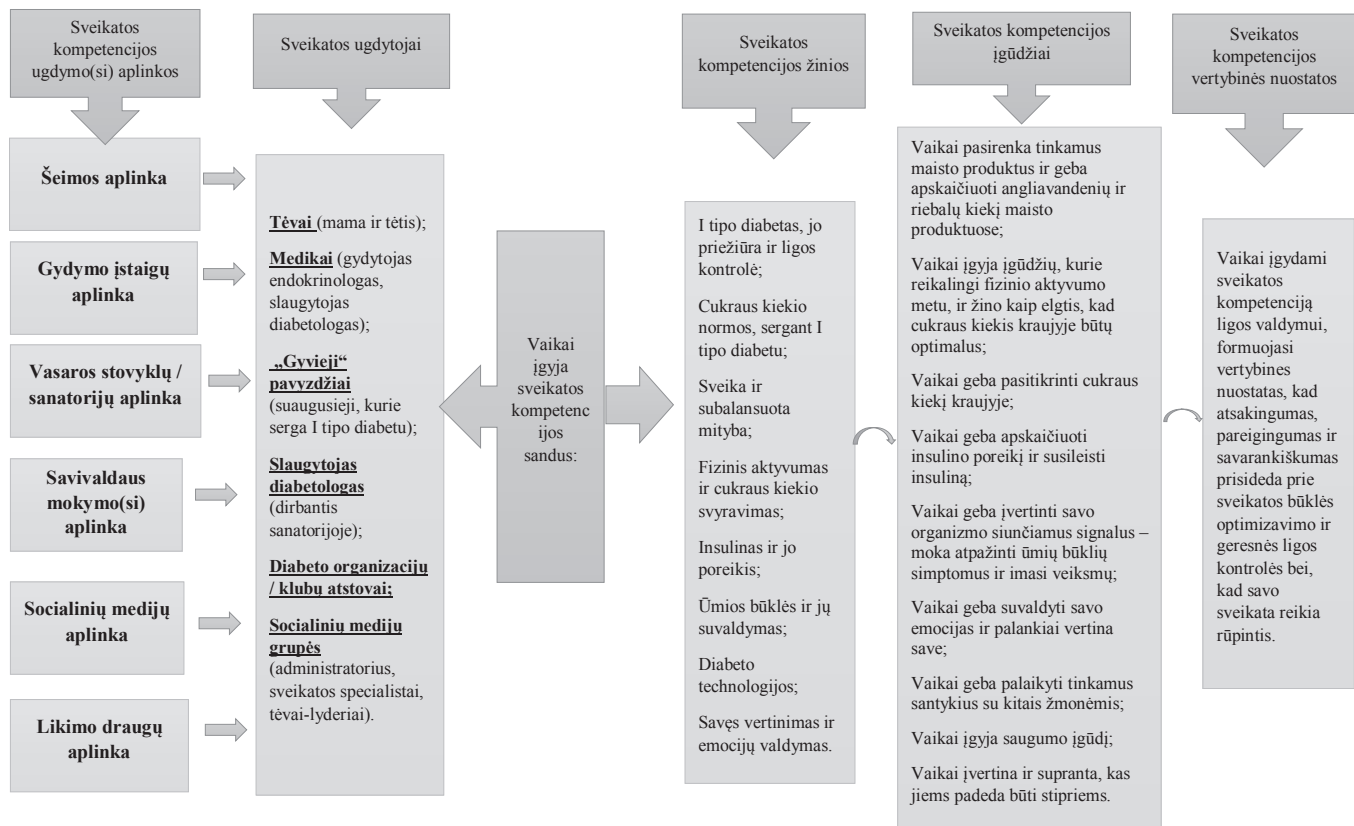 Sveikatos
kompetencijos
ugdymo(si) aplinkos
Šeimos aplinka
Gydymo įstaigų
aplinka
Vasaros stovyklų /
sanatorijų aplinka
Savivaldaus
mokymo(si)
aplinka
Socialinių medijų
aplinka
Likimo draugų
aplinka
Sveikatos ugdytojai
Tėvai (mama ir tėtis);
Medikai (gydytojas
endokrinologas,
slaugytojas
diabetologas);
„Gyvieji“
pavyzdžiai
(suaugusieji, kurie
serga I tipo diabetu);
Slaugytojas
diabetologas
(dirbantis
sanatorijoje);
Diabeto organizacijų
/ klubų atstovai;
Socialinių medijų
grupės
(administratorius,
sveikatos specialistai,
tėvai-lyderiai).
Vaikai
įgyja
sveikatos
kompetenc
ijos
sandus:
Sveikatos
kompetencijos žinios
I tipo diabetas, jo
priežiūra ir ligos
kontrolė;
Cukraus kiekio
normos, sergant I
tipo diabetu;
Sveika ir
subalansuota
mityba;
Fizinis aktyvumas
ir cukraus kiekio
svyravimas;
Insulinas ir jo
poreikis;
Ūmios būklės ir jų
suvaldymas;
Diabeto
technologijos;
Savęs vertinimas ir
emocijų valdymas.
Sveikatos kompetencijos
įgūdžiai
Vaikai pasirenka tinkamus
maisto produktus ir geba
apskaičiuoti angliavandenių ir
riebalų kiekį maisto
produktuose;
Vaikai įgyja įgūdžių, kurie
reikalingi fizinio aktyvumo
metu, ir žino kaip elgtis, kad
cukraus kiekis kraujyje būtų
optimalus;
Vaikai geba pasitikrinti cukraus
kiekį kraujyje;
Vaikai geba apskaičiuoti
insulino poreikį ir susileisti
insuliną;
Vaikai geba įvertinti savo
organizmo siunčiamus signalus –
moka atpažinti ūmių būklių
simptomus ir imasi veiksmų;
Vaikai geba suvaldyti savo
emocijas ir palankiai vertina
save;
Vaikai geba palaikyti tinkamus
santykius su kitais žmonėmis;
Vaikai įgyja saugumo įgūdį;
Vaikai įvertina ir supranta, kas
jiems padeda būti stipriems.
Sveikatos
kompetencijos
vertybinės nuostatos
Vaikai įgydami
sveikatos
kompetenciją
ligos valdymui,
formuojasi
vertybines
nuostatas, kad
atsakingumas,
pareigingumas ir
savarankiškumas
prisideda prie
sveikatos būklės
optimizavimo ir
geresnės ligos
kontrolės bei,
kad savo
sveikata reikia
rūpintis.